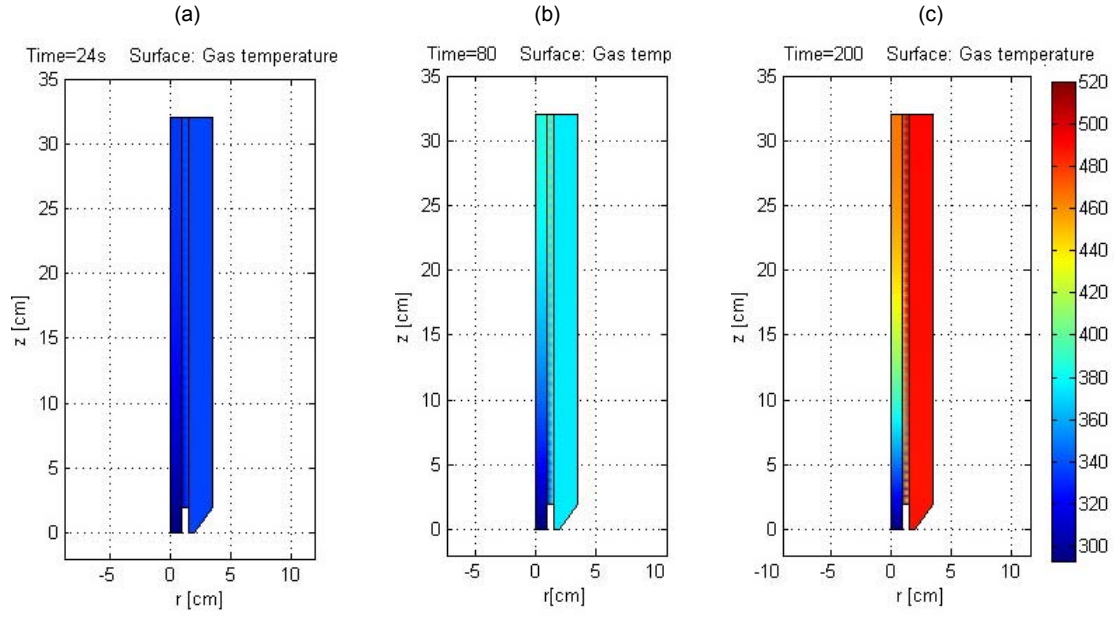 (a)
Time=24s Surface: Gas temperature
35
30
25
20
15
10
5
0
z [cm]
-5 0 5 10
r [cm]
(b)
Time=80 Surface: Gas temp
35
30
25
20
15
10
5
0
z [cm]
-5 0 5 10
r[cm]
(c)
Time=200 Surface: Gas temperature
35
30
25
20
15
10
5
0
z [cm]
-10 -5 0 5 10
r [cm]
520
500
480
460
440
420
400
380
360
340
320
300